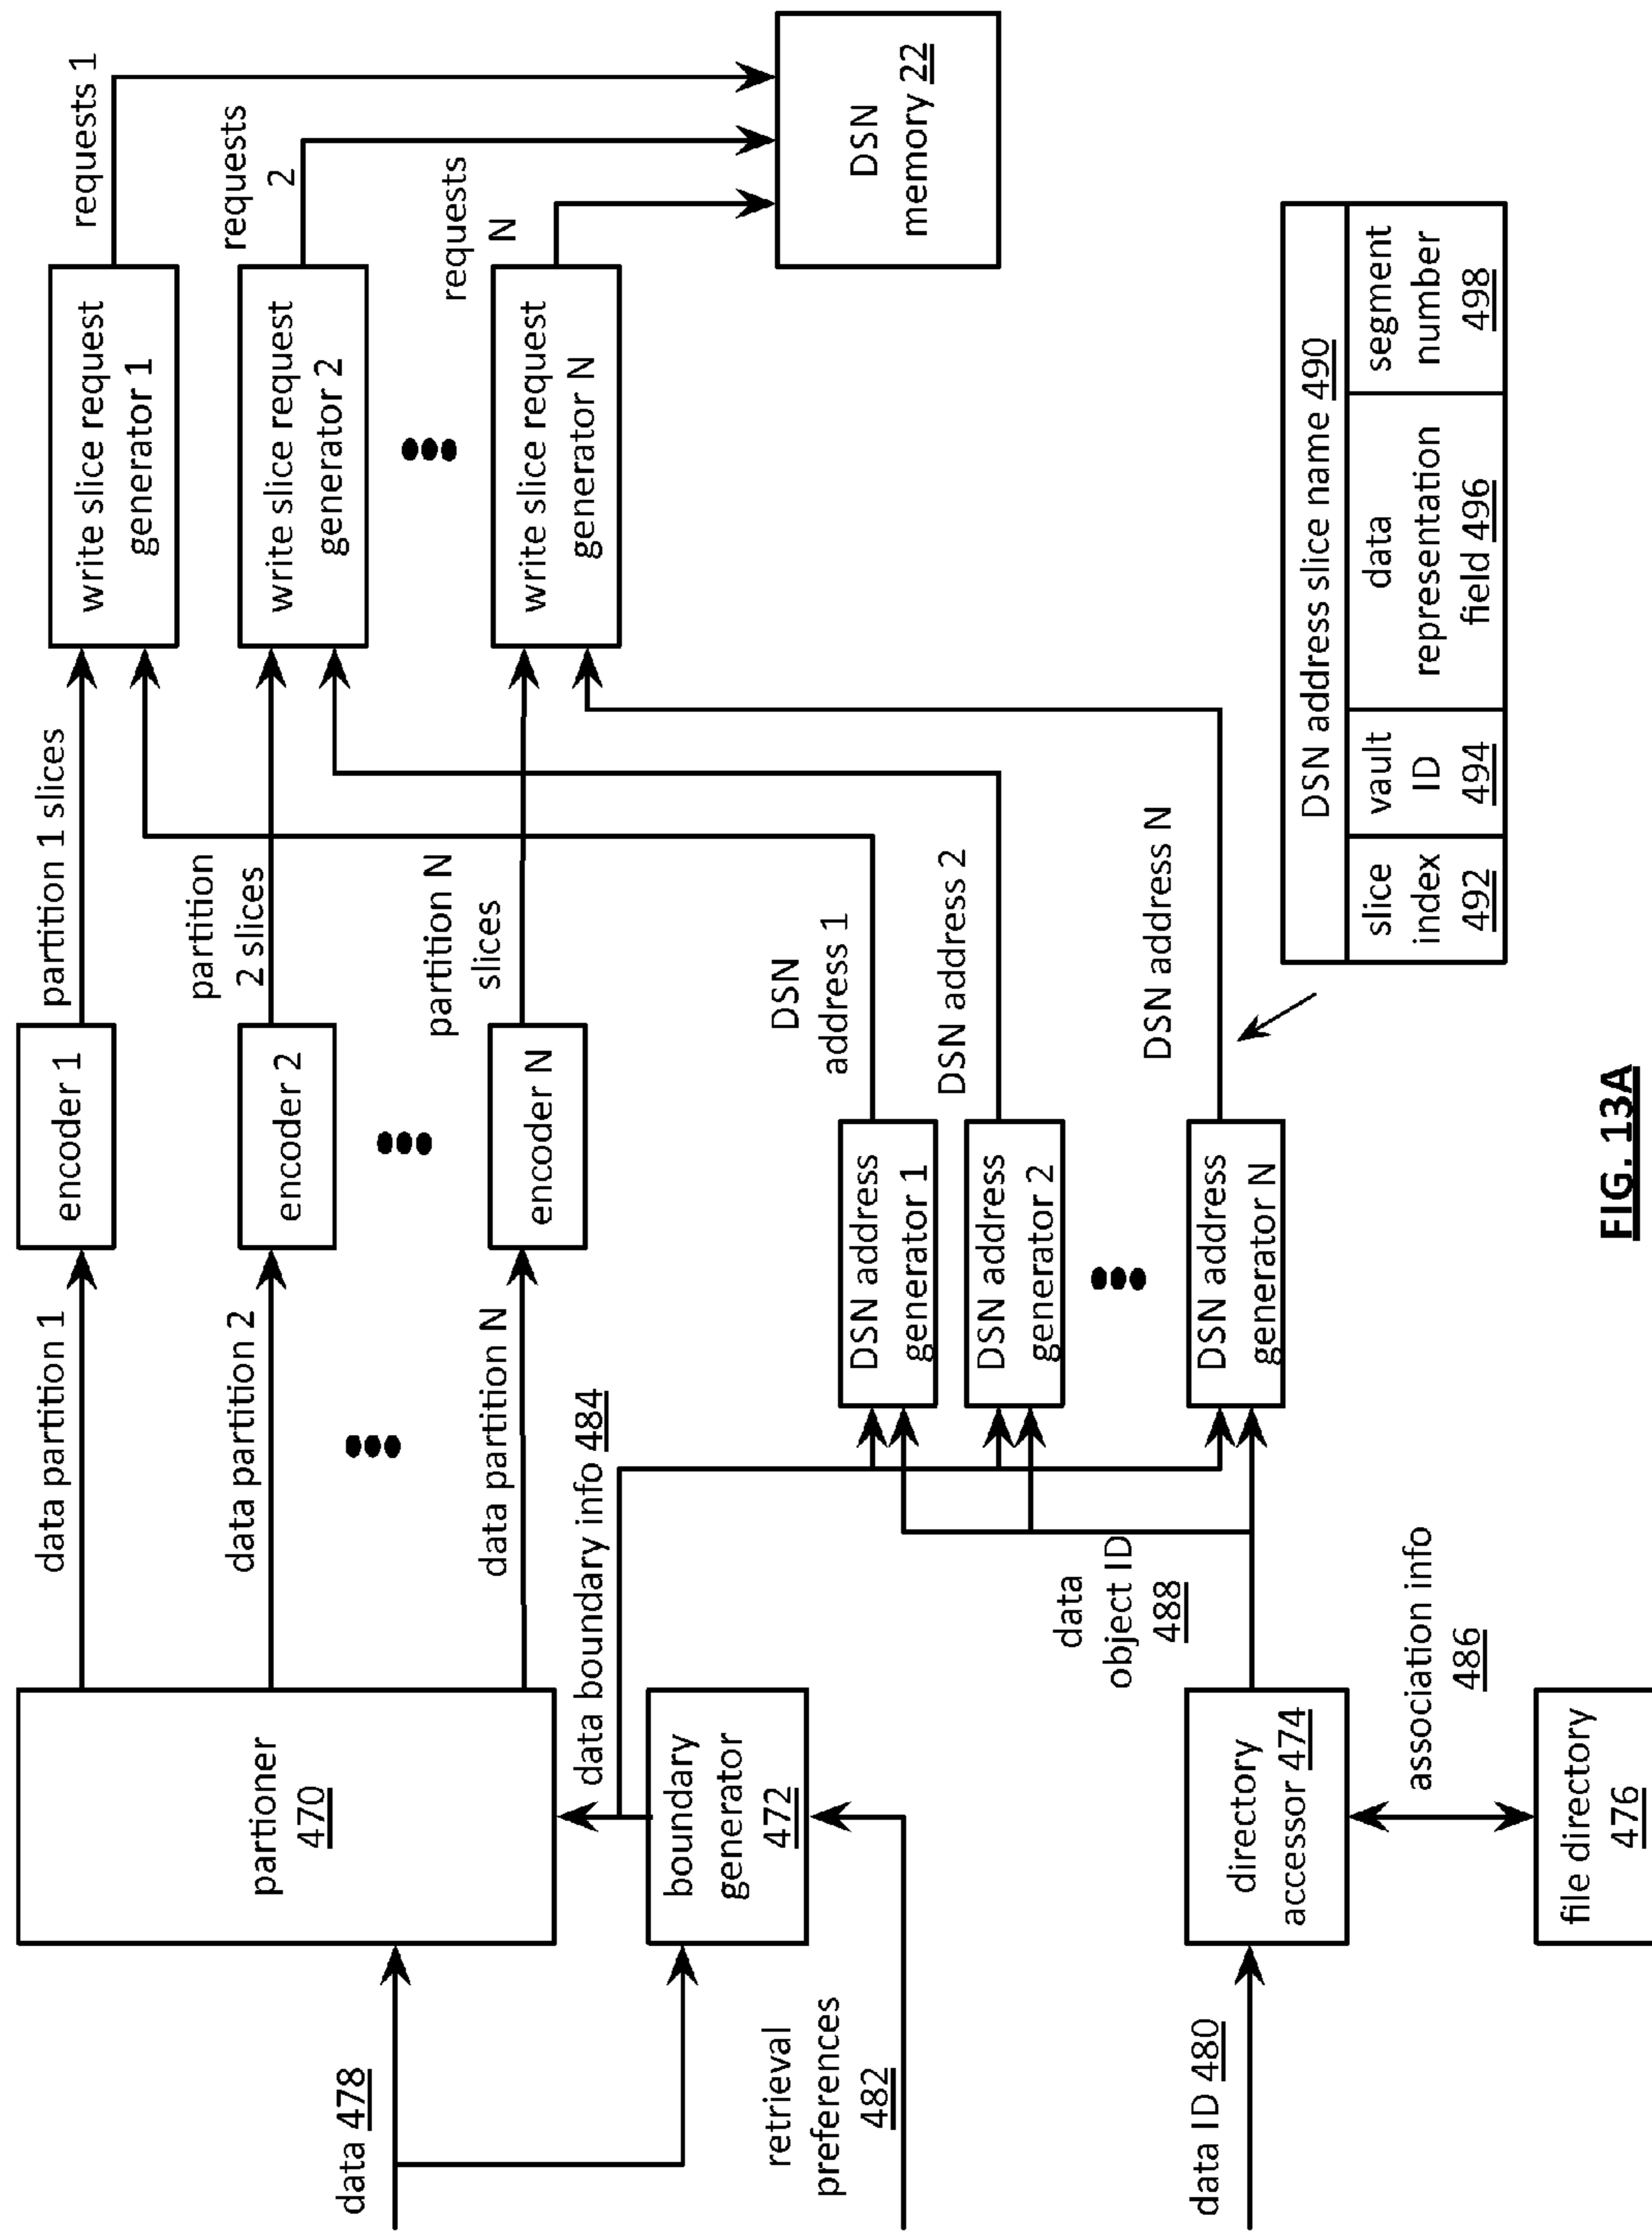 data 478
retrieval
preferences
482
data ID 480
partioner
470
boundary
generator
472
directory
accessor 474
file directory
476
association info
486
data boundary info 484
data
object ID
488
data partition 1
data partition 2
data partition N
encoder 1
encoder 2
encoder N
DSN address
generator 1
DSN address
generator 2
DSN address
generator N
partition 1 slices
partition
2 slices
partition N
slices
DSN
address 1
DSN address 2
DSN address N
write slice request
generator 1
write slice request
generator 2
write slice request
generator N
requests 1
requests
2
requests
N
DSN
memory 22
DSN address slice name 490
slice
index
492
vault
ID
494
data
representation
field 496
segment
number
498
FIG. 13A